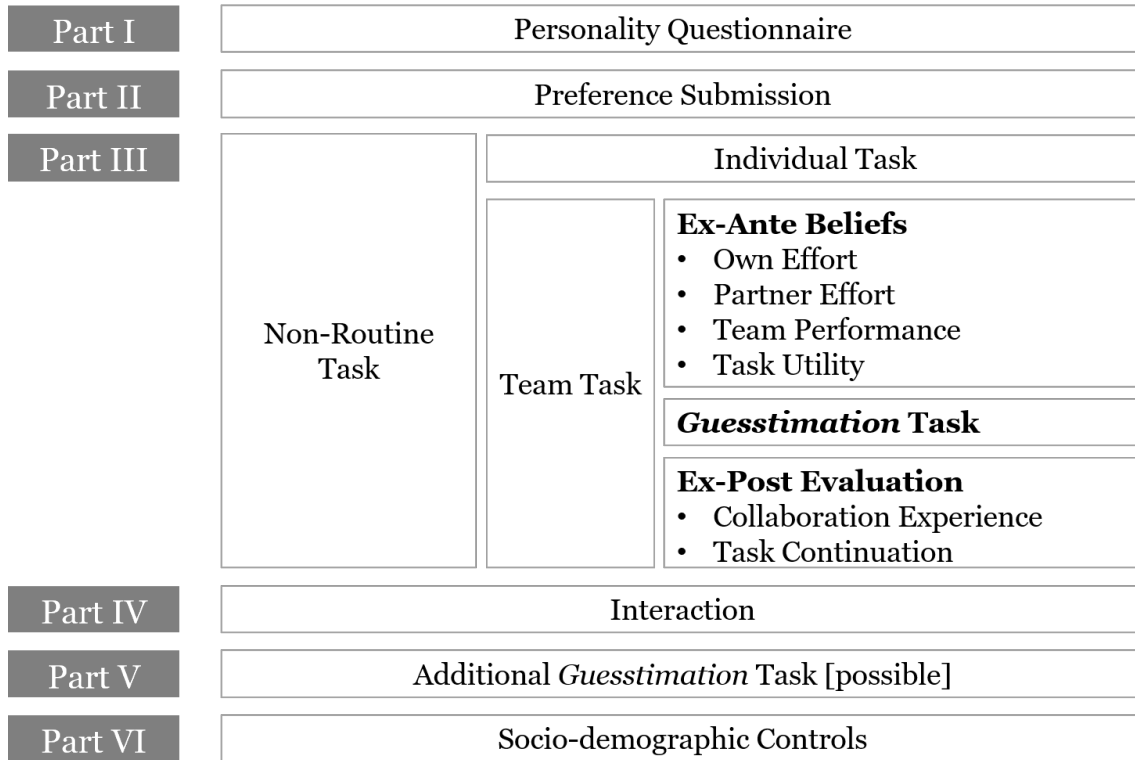 Part I
Personality Questionnaire
Part II
Preference Submission
Part III
Non-Routine
Task
Individual Task
Team Task
Ex-Ante Beliefs
• Own Effort
• Partner Effort
• Team Performance
• Task Utility
Guesstimation Task
Ex-Post Evaluation
• Collaboration Experience
• Task Continuation
Part IV
Interaction
Part V
Additional Guesstimation Task [possible]
Part VI
Socio-demographic Controls